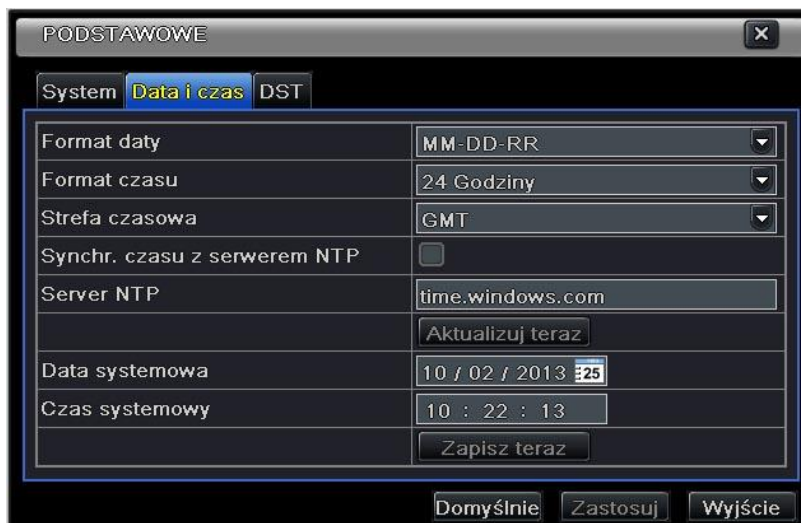 PODSTAWOWE
System Data i czas DST
Format daty MM-DD-RR
Format czasu 24 Godziny
Strefa czasowa GMT
Synchr. czasu z serwerem NTP
Server NTP time.windows.com
Aktualizuj teraz
Data systemowa 10 / 02 / 2013 25
Czas systemowy 10 : 22 : 13
Zapisz teraz
Domyślnie Zastosuj Wyjście